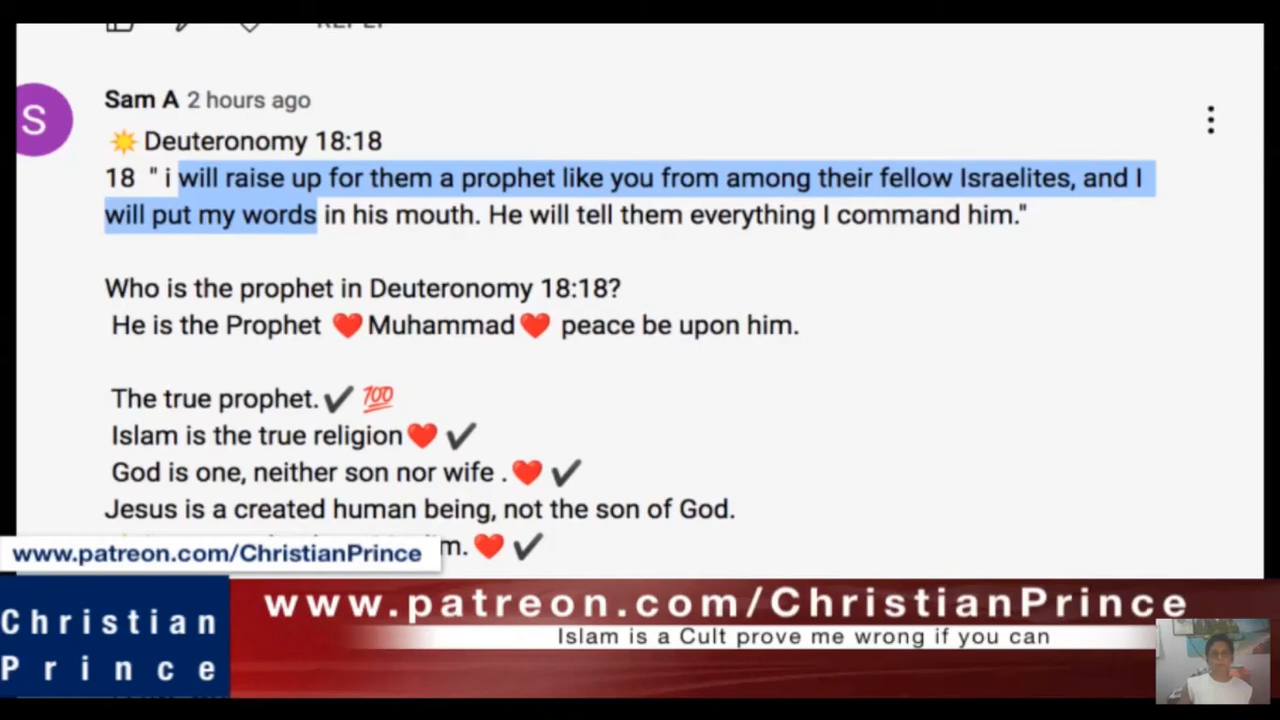 S
Sam A 2 hours ago
Deuteronomy 18:18
18 " i will raise up for them a prophet like you from among their fellow Israelites, and I
will put my words in his mouth. He will tell them everything I command him."
Who is the prophet in Deuteronomy 18:18?
He is the Prophet ❤️Muhammad❤️ peace be upon him.
The true prophet.✔️ 💯
Islam is the true religion❤️ ✔️
God is one, neither son nor wife .❤️ ✔️
Jesus is a created human being, not the son of God.
m.❤️ ✔️
www.patreon.com/ChristianPrince
Christian
Prince
www.patreon.com/ChristianPrince
Islam is a Cult prove me wrong if you can